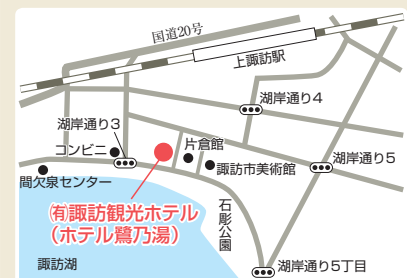 国道20号
上諏訪駅
湖岸通り4
湖岸通り3
コンビニ
片倉館
諏訪市美術館
湖岸通り5
間欠泉センター
㈲諏訪観光ホテル
(ホテル鷺乃湯)
石彫公園
諏訪湖
湖岸通り5丁目